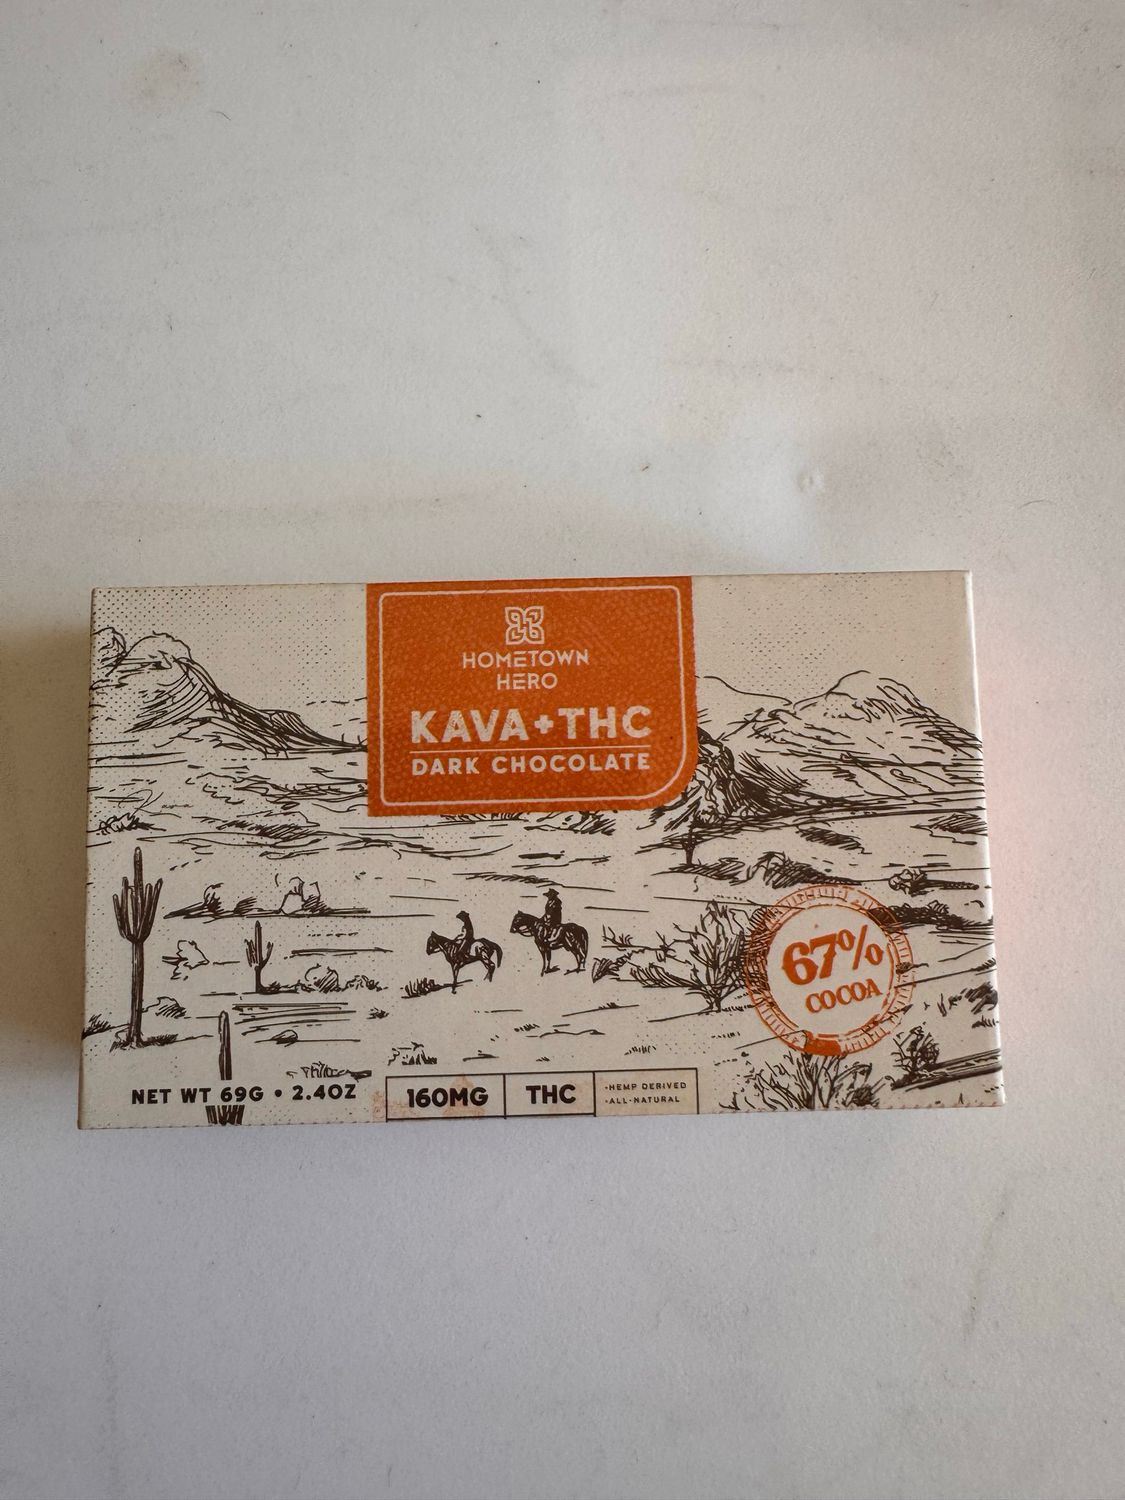 HOMETOWN
HERO
KAVA+THC
DARK CHOCOLATE
67%
COCOA
NET WT 69G • 2.4OZ
160MG
THC
•HEMP DERIVED
•ALL-NATURAL